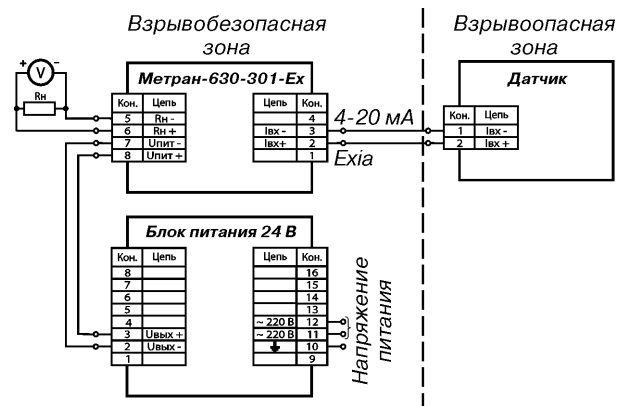 Взрывобезопасная зона
Взрывоопасная зона
Метран-630-301-Ex
Датчик
+ V −
Rн
Кон. Цепь
5 Rн -
6 Rн +
7 Uпит -
8 Uпит +
Цепь Кон.
4
Iвх - 3
Iвх+ 2
1
4-20 мА
Exia
Кон. Цепь
1 Iвх -
2 Iвх +
Блок питания 24 В
Кон. Цепь
8
7
6
5
4
3 Uвых +
2 Uвых -
1
Цепь Кон.
16
15
14
13
~ 220 В 12
~ 220 В 11
10
9
Напряжение
питания